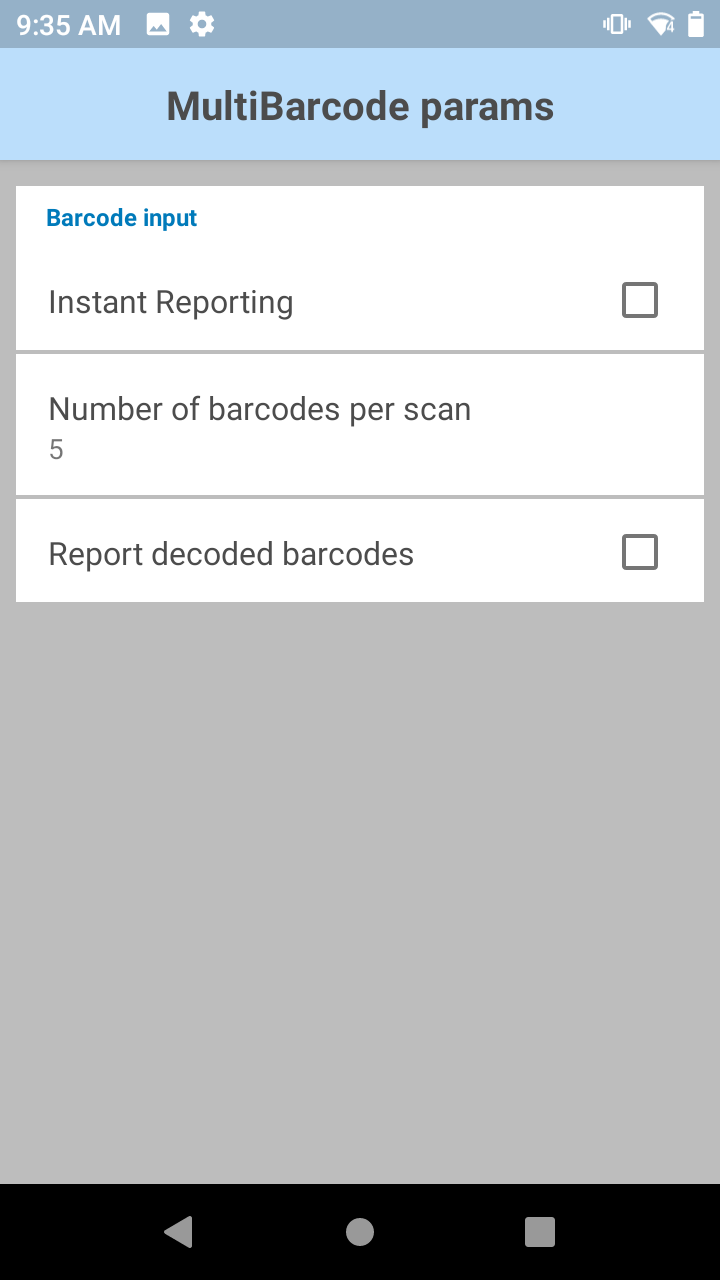 9:35 AM
MultiBarcode params
Barcode input
Instant Reporting
Number of barcodes per scan
5
Report decoded barcodes